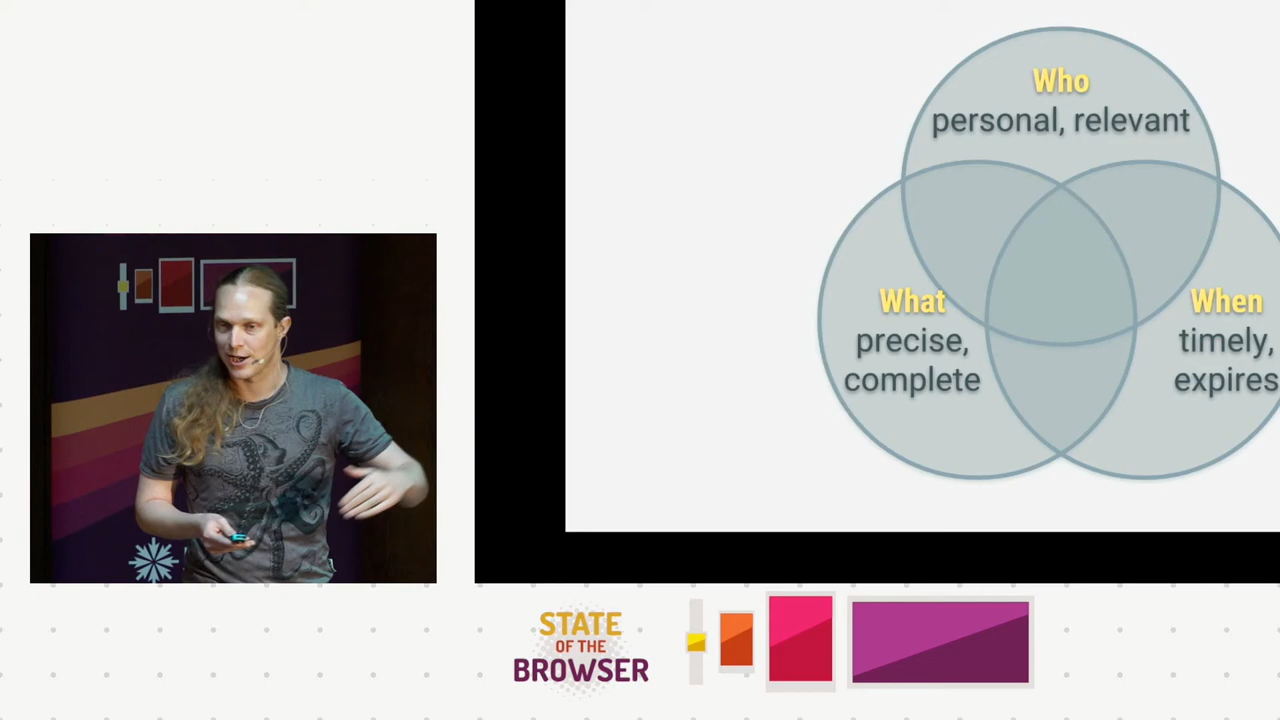 Who
personal, relevant
What
precise,
complete
When
timely,
expires
STATE
OF THE
BROWSER